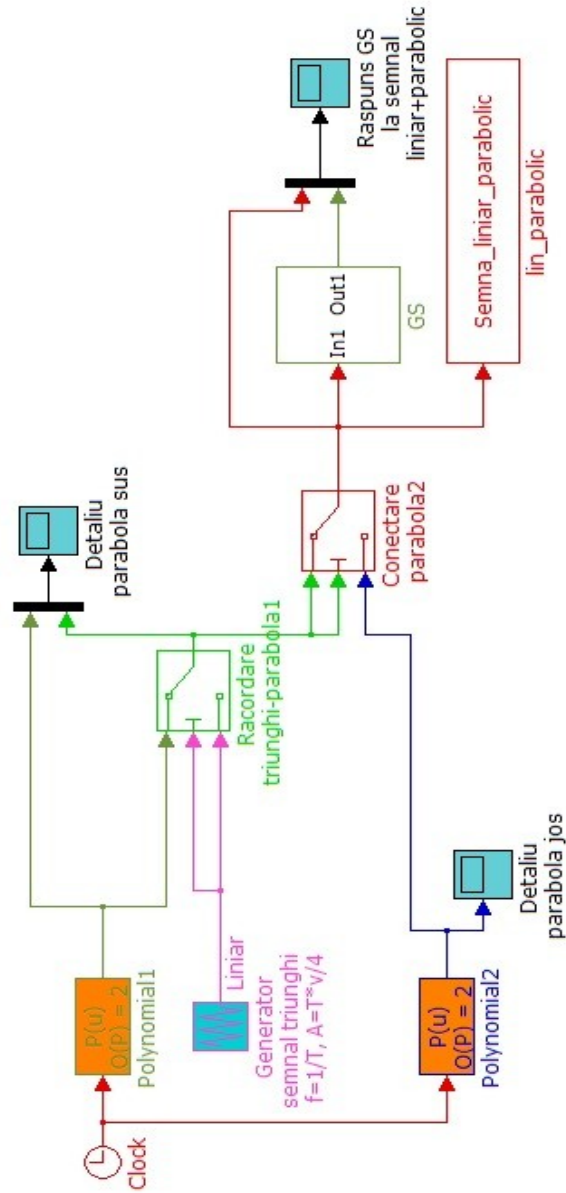 Clock
P(u)
O(P) = 2
Polynomial1
Liniar
Generator
semnal triunghi
f=1/T, A=T*v/4
P(u)
O(P) = 2
Polynomial2
Detaliu
parabola jos
Racordare
triunghi-parabola1
Detaliu
parabola sus
Conectare
parabola2
In1 Out1
GS
Raspuns GS
la semnal
liniar+parabolic
Semna_liniar_parabolic
lin_parabolic